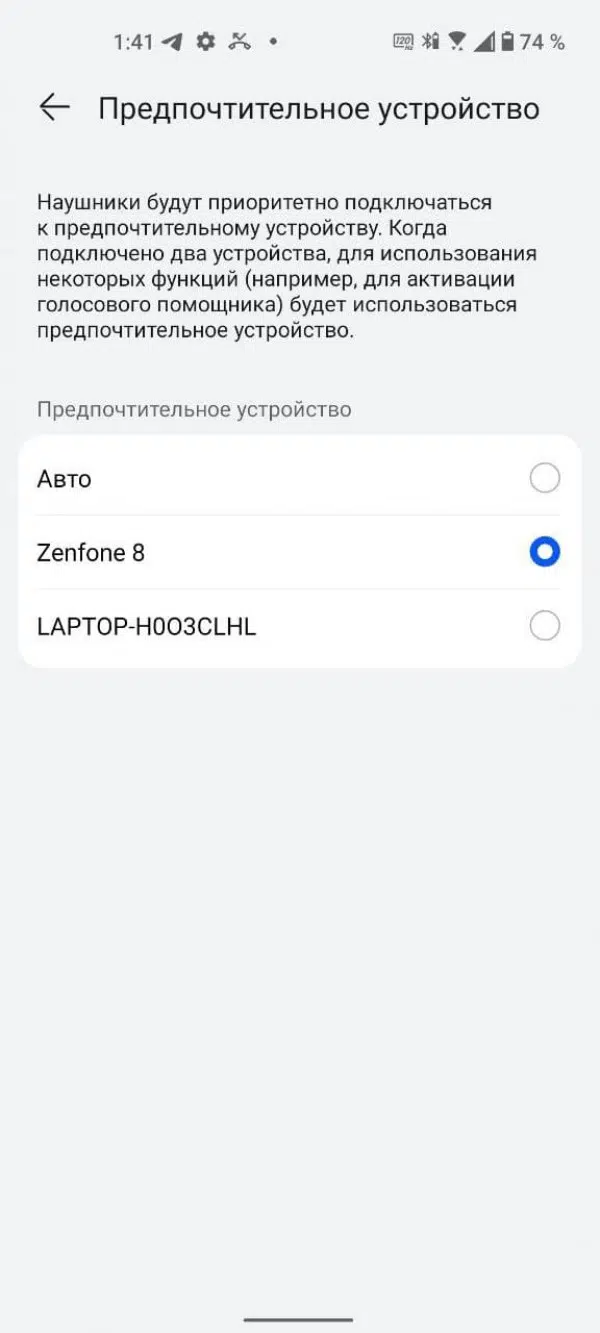 1:41
120 Hz
74 %
Предпочтительное устройство
Наушники будут приоритетно подключаться
к предпочтительному устройству. Когда
подключено два устройства, для использования
некоторых функций (например, для активации
голосового помощника) будет использоваться
предпочтительное устройство.
Предпочтительное устройство
Авто
Zenfone 8
LAPTOP-H0O3CLHL